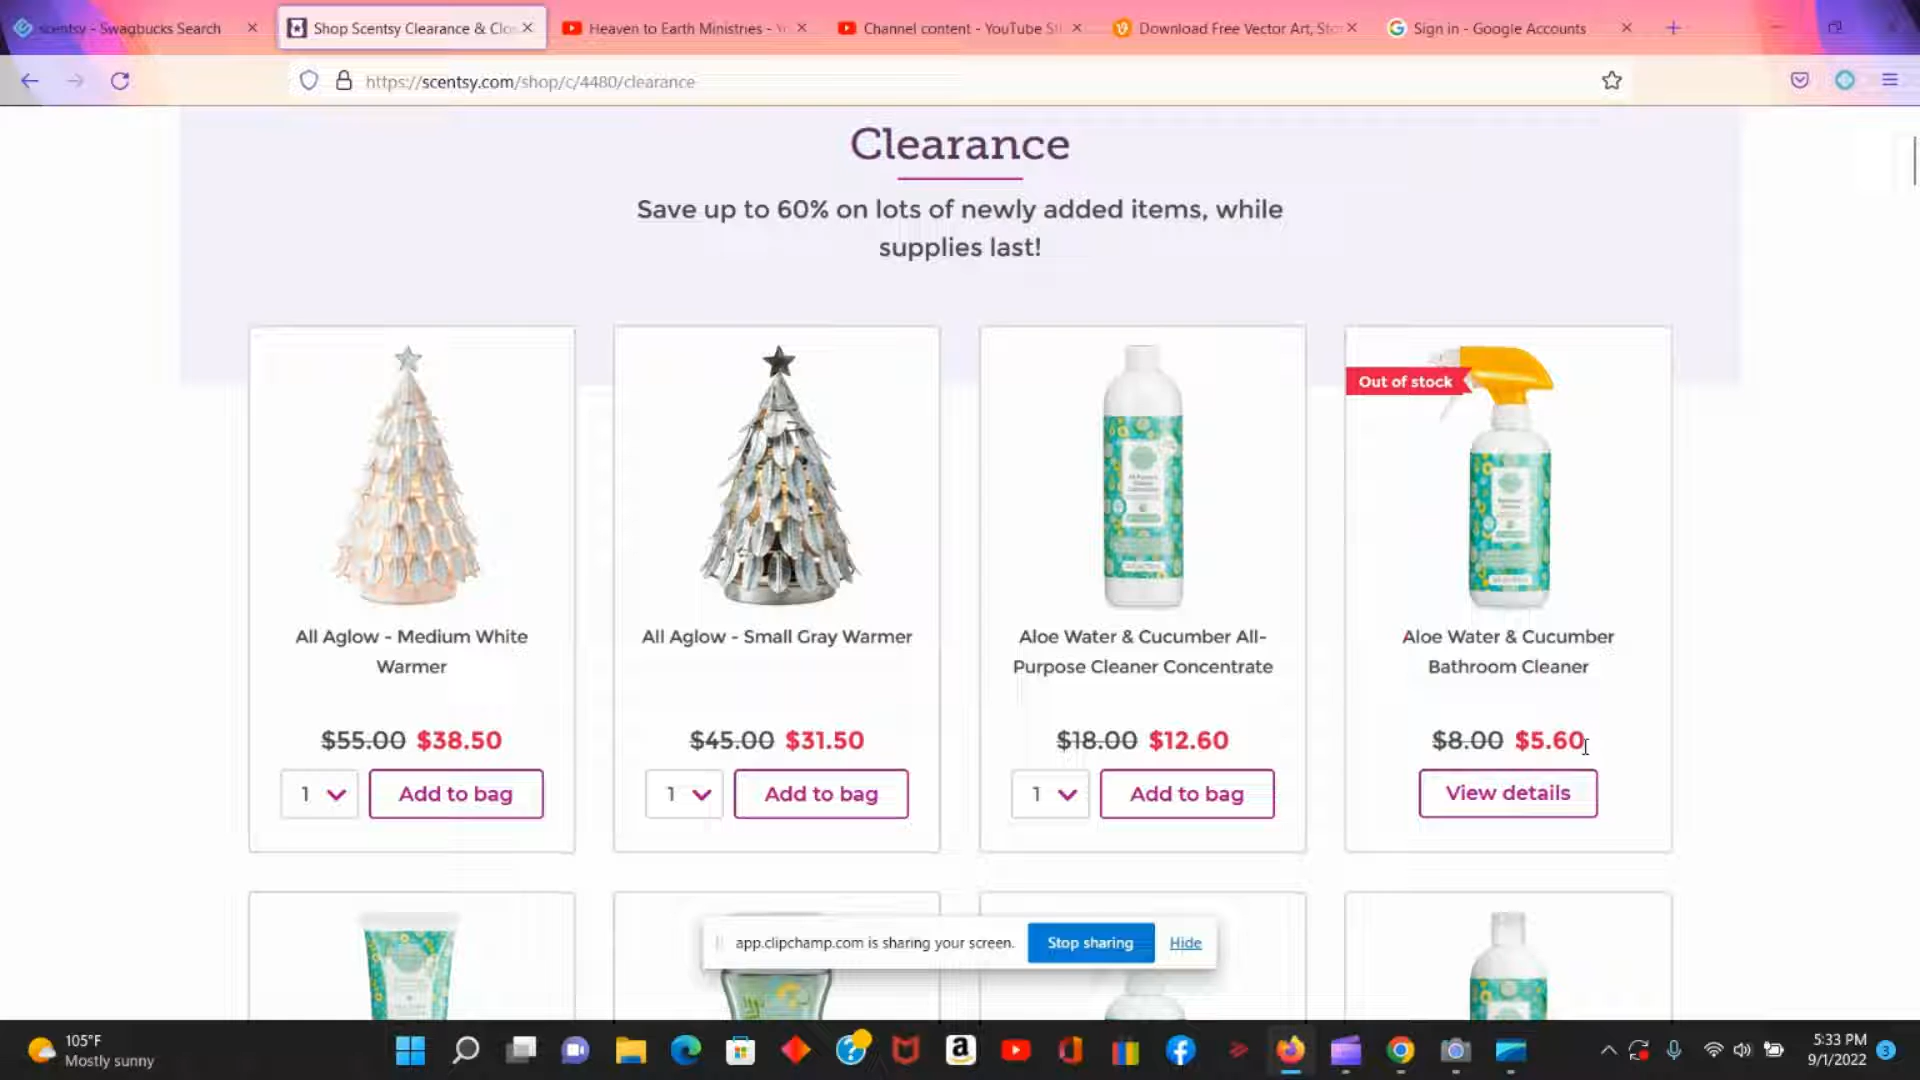 scentsy - Swagbucks Search
Shop Scentsy Clearance & Clo
Heaven to Earth Ministries - Y
Channel content - YouTube St
Download Free Vector Art, Sto
Sign in - Google Accounts
https://scentsy.com/shop/c/4480/clearance
Clearance
Save up to 60% on lots of newly added items, while
supplies last!
Out of stock
All Aglow - Medium White
Warmer
$55.00 $38.50
1
Add to bag
All Aglow - Small Gray Warmer
$45.00 $31.50
1
Add to bag
Aloe Water & Cucumber All-
Purpose Cleaner Concentrate
$18.00 $12.60
1
Add to bag
Aloe Water & Cucumber
Bathroom Cleaner
$8.00 $5.60
View details
app.clipchamp.com is sharing your screen.
Stop sharing
Hide
105°F
Mostly sunny
5:33 PM
9/1/2022
3